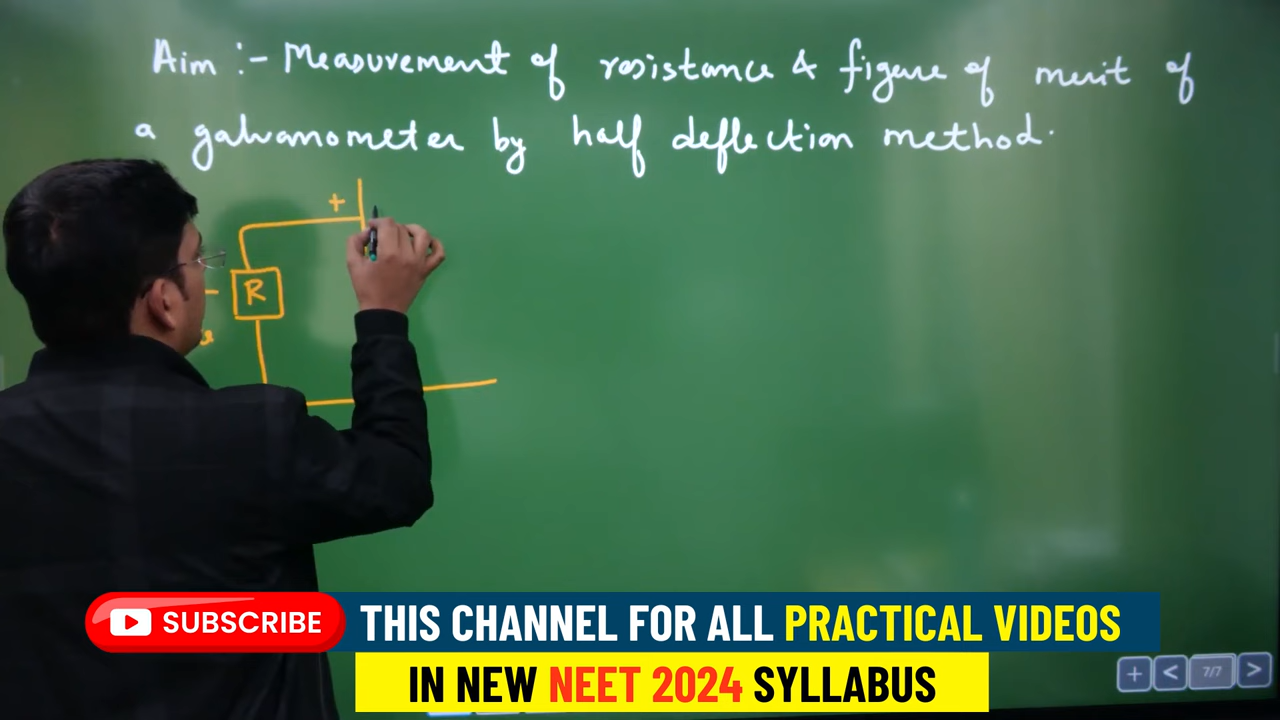 Aim :- Measurement of resistance & figure of merit of
a galvanometer by half deflection method.
+
R
SUBSCRIBE
THIS CHANNEL FOR ALL PRACTICAL VIDEOS
IN NEW NEET 2024 SYLLABUS
+ < 7/7 >